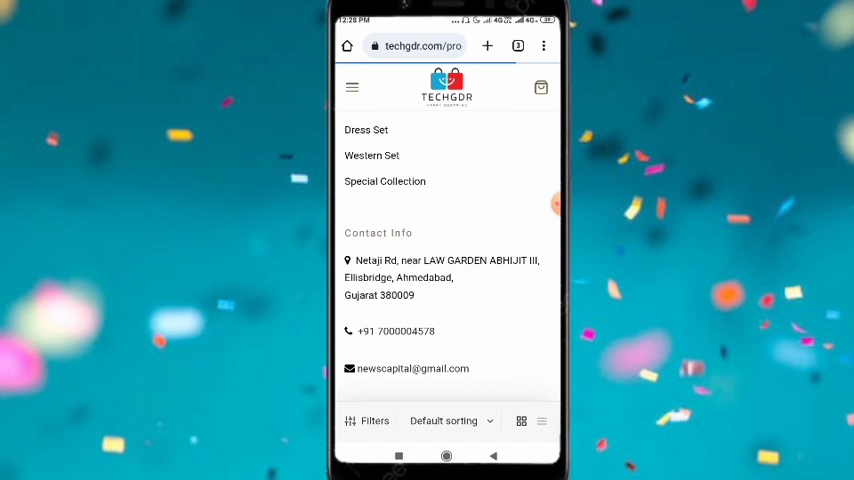 12:28 PM
techgdr.com/pro
3
TECHGDR
Dress Set
Western Set
Special Collection
Contact Info
Netaji Rd, near LAW GARDEN ABHIJIT III,
Ellisbridge, Ahmedabad,
Gujarat 380009
+91 7000004578
newscapital@gmail.com
Filters
Default sorting